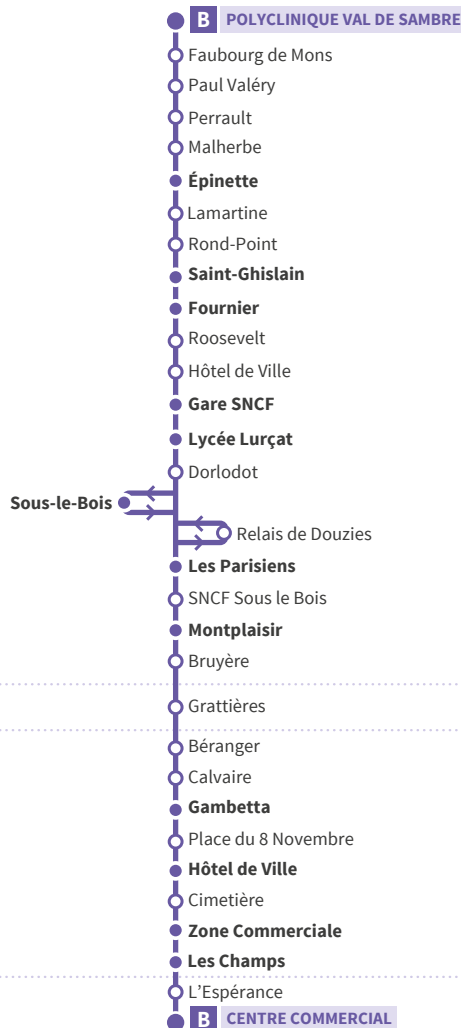 B POLYCLINIQUE VAL DE SAMBRE
Faubourg de Mons
Paul Valéry
Perrault
Malherbe
Épinette
Lamartine
Rond-Point
Saint-Ghislain
Fournier
Roosevelt
Hôtel de Ville
Gare SNCF
Lycée Lurçat
Dorlodot
Sous-le-Bois
Relais de Douzies
Les Parisiens
SNCF Sous le Bois
Montplaisir
Bruyère
Grattières
Béranger
Calvaire
Gambetta
Place du 8 Novembre
Hôtel de Ville
Cimetière
Zone Commerciale
Les Champs
L’Espérance
B CENTRE COMMERCIAL